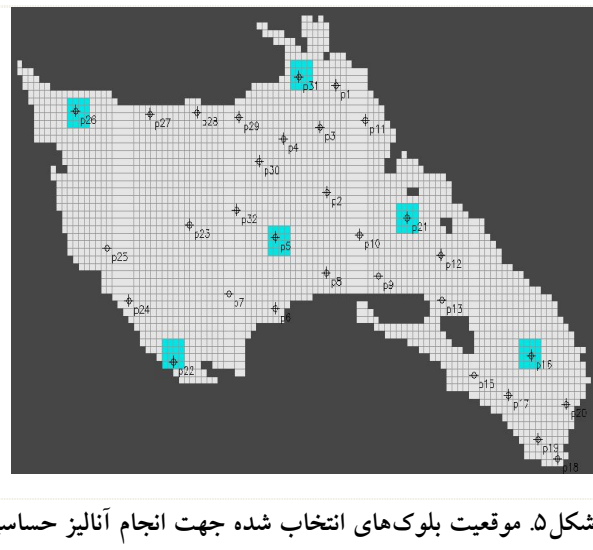 p31
p1
p26
p27
p28
p29
p3
p11
p4
p30
p2
p32
p21
p23
p5
p10
p25
p12
p8
p9
p7
p24
p13
p6
p22
p16
p15
p17
p20
p19
p18
شکل۵. موقعیت بلوک‌های انتخاب شده جهت انجام آنالیز